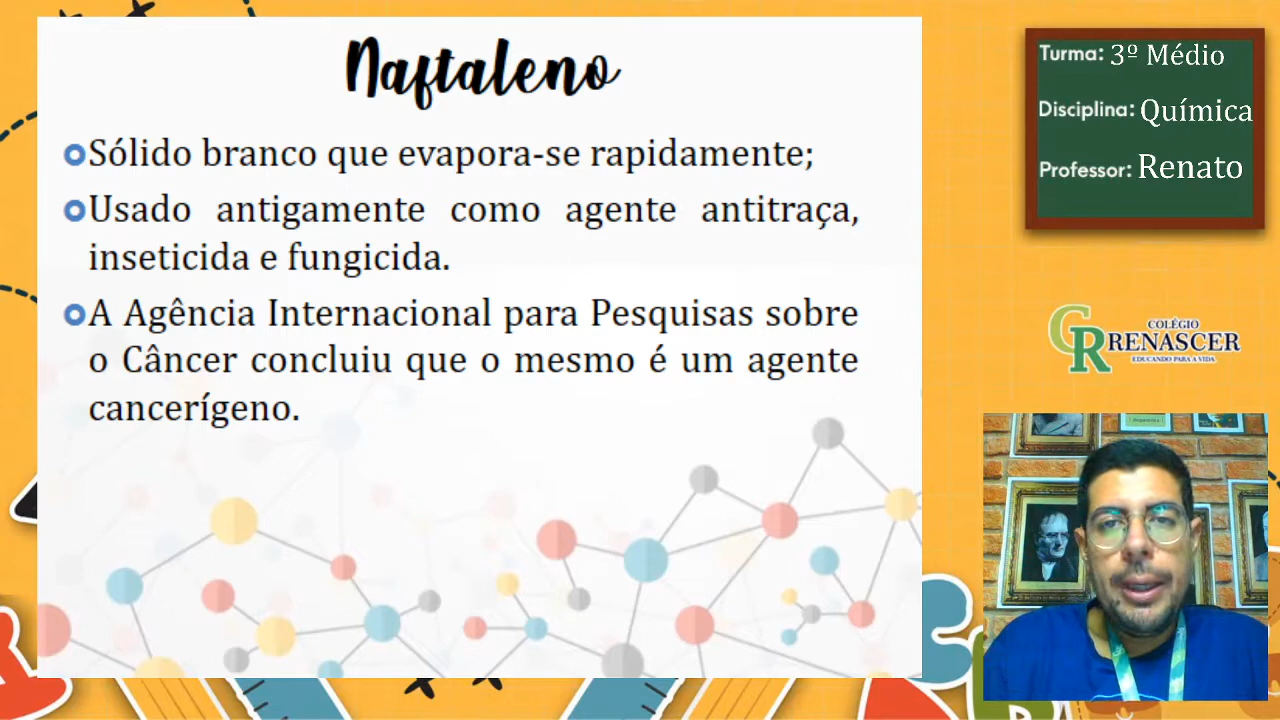 Naftaleno
Sólido branco que evapora-se rapidamente;
Usado antigamente como agente antitraça,
inseticida e fungicida.
A Agência Internacional para Pesquisas sobre
o Câncer concluiu que o mesmo é um agente
cancerígeno.
Turma: 3º Médio
Disciplina: Química
Professor: Renato
CR
COLÉGIO
RENASCER
EDUCANDO PARA A VIDA